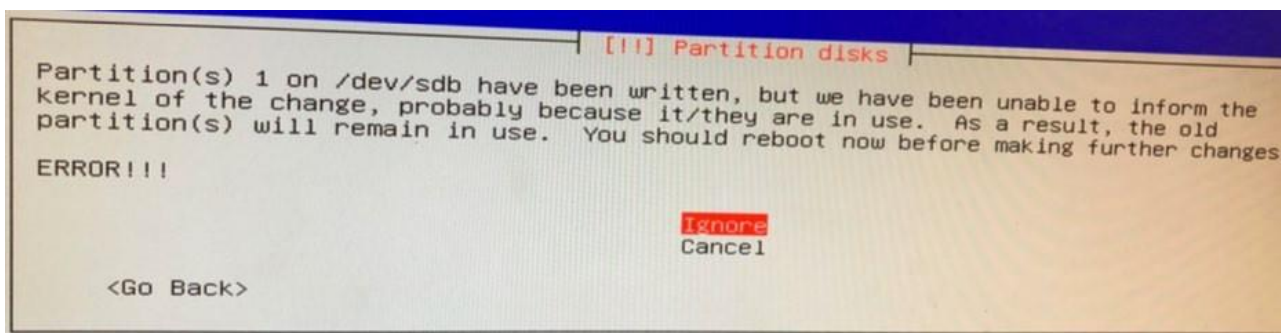 [!!] Partition disks
Partition(s) 1 on /dev/sdb have been written, but we have been unable to inform the
kernel of the change, probably because it/they are in use.  As a result, the old
partition(s) will remain in use.  You should reboot now before making further changes
ERROR!!!
Ignore
Cancel
<Go Back>